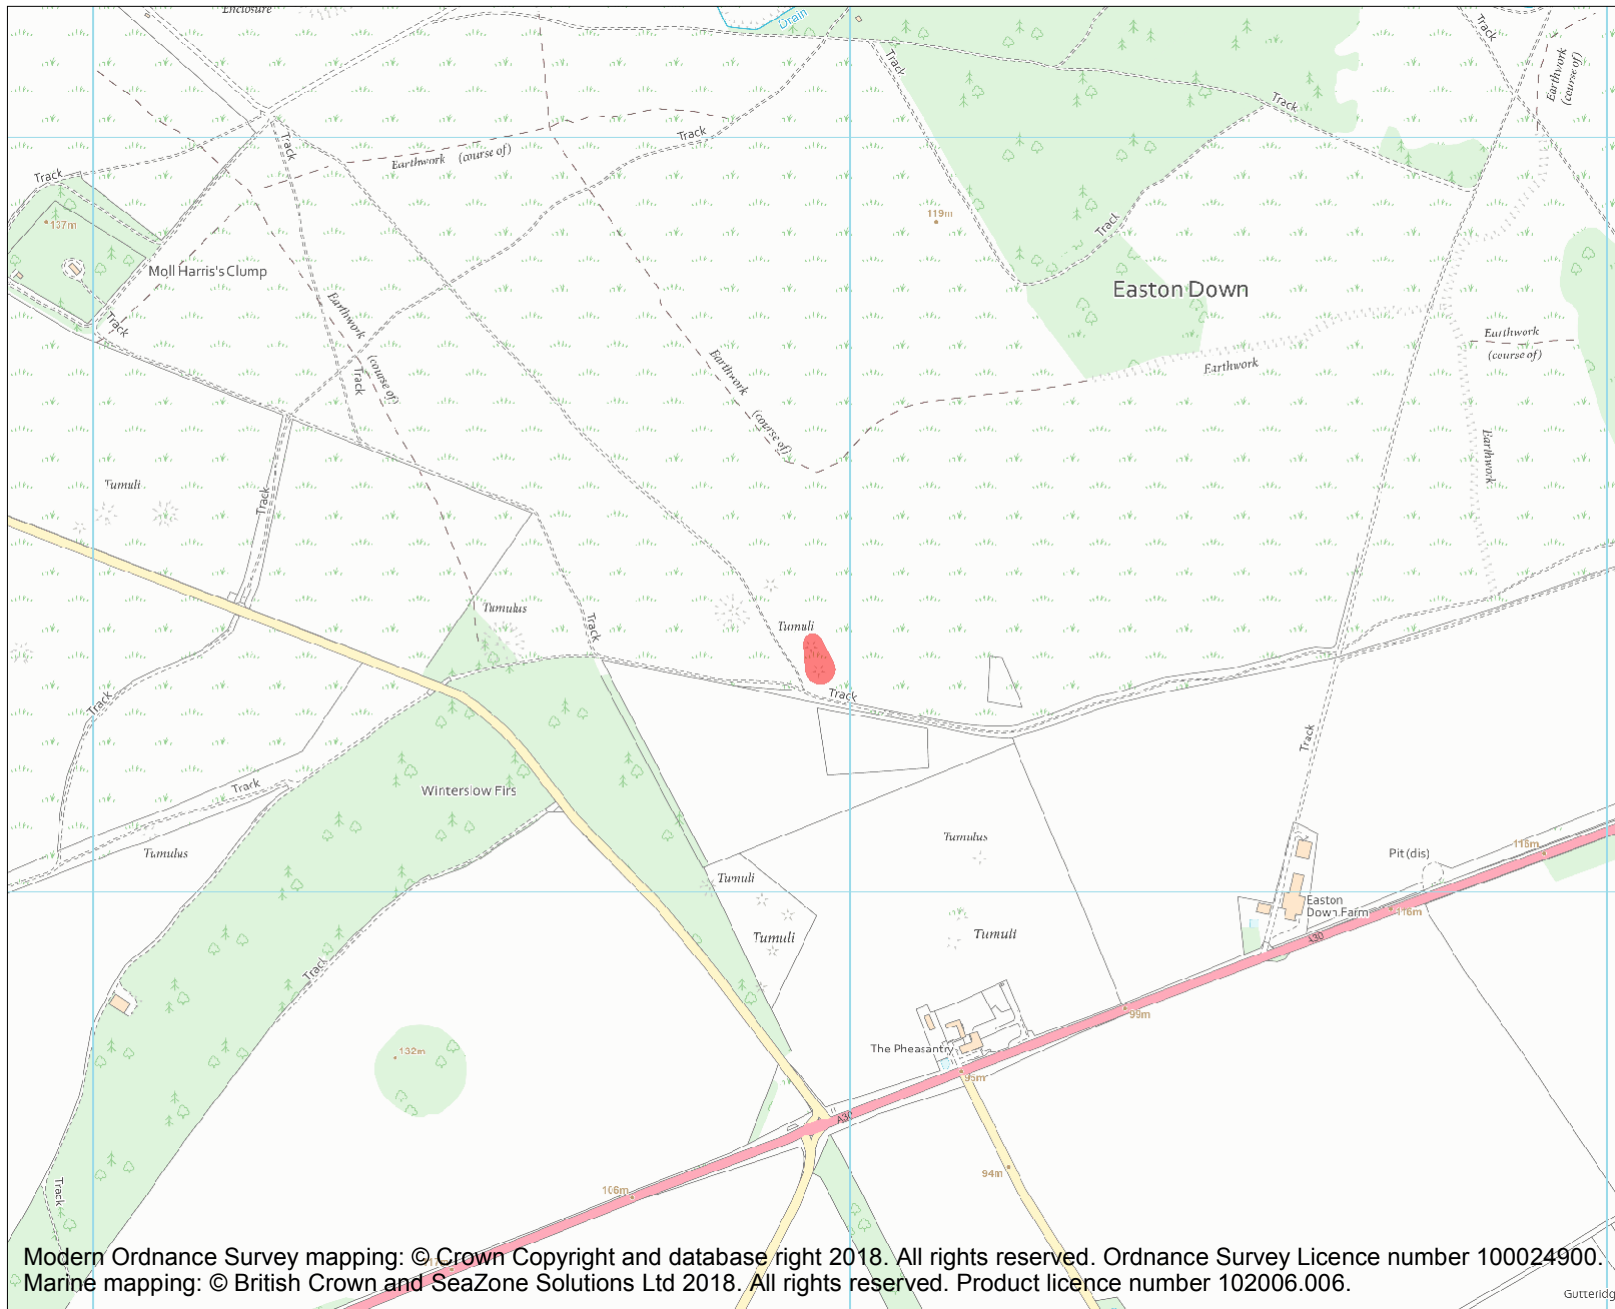 Enclosure
Drain
Track
Track
Earthwork
(course of)
Track
Track
Track
Earthwork (course of)
Track
137m
119m
Track
Moll Harris's Clump
Easton Down
Track
Earthwork
(course of)
Track
Earthwork
(course of)
Earthwork
Earthwork
(course of)
Earthwork
Tumuli
Track
Tumulus
Track
Tumuli
Track
Track
Track
Track
Winterslow Firs
Tumulus
Tumulus
Pit (dis)
116m
Tumuli
Easton
Down Farm
116m
A30
Tumuli
Tumuli
Track
99m
The Pheasantry
95m
132m
A30
94m
106m
Track
Modern Ordnance Survey mapping: © Crown Copyright and database right 2018. All rights reserved. Ordnance Survey Licence number 100024900.
Marine mapping: © British Crown and SeaZone Solutions Ltd 2018. All rights reserved. Product licence number 102006.006.